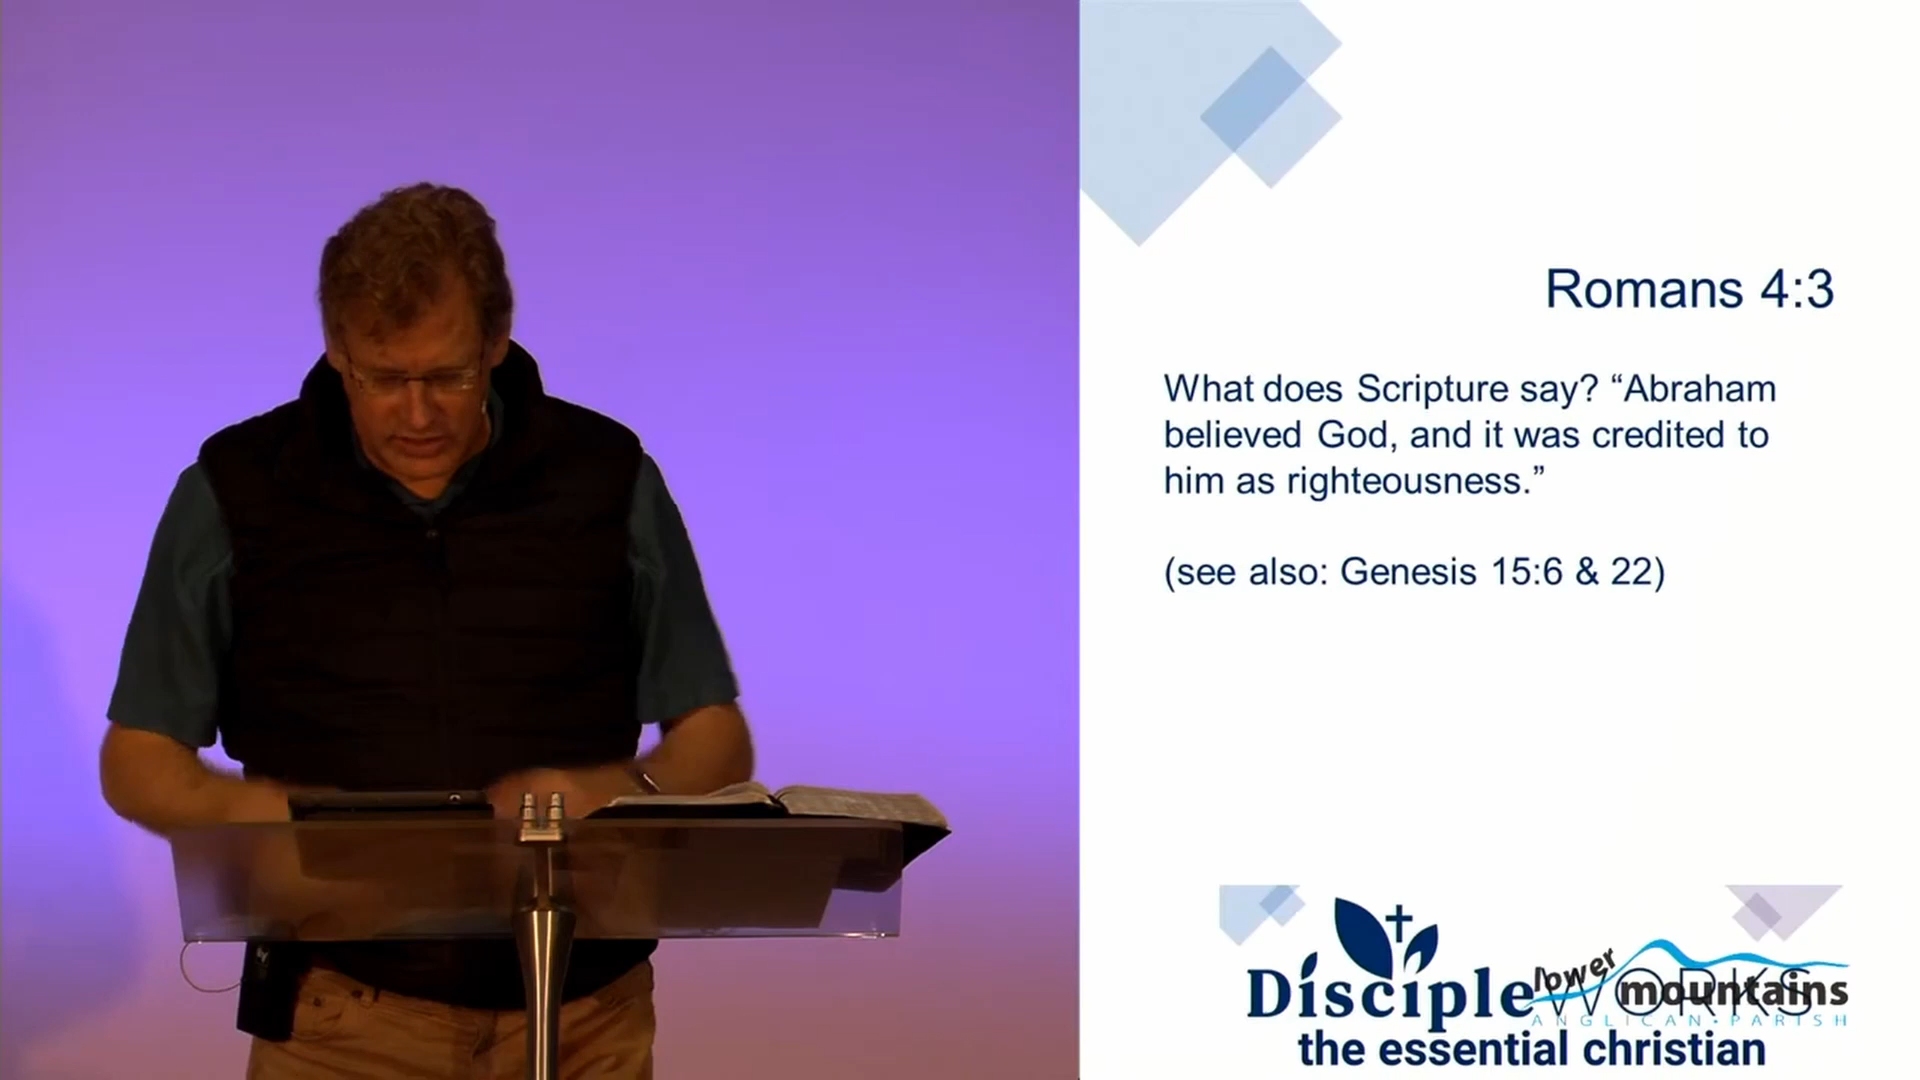 Romans 4:3
What does Scripture say? “Abraham
believed God, and it was credited to
him as righteousness.”
(see also: Genesis 15:6 & 22)
Disciple WORKS
lower
mountains
ANGLICAN • PARISH
the essential christian